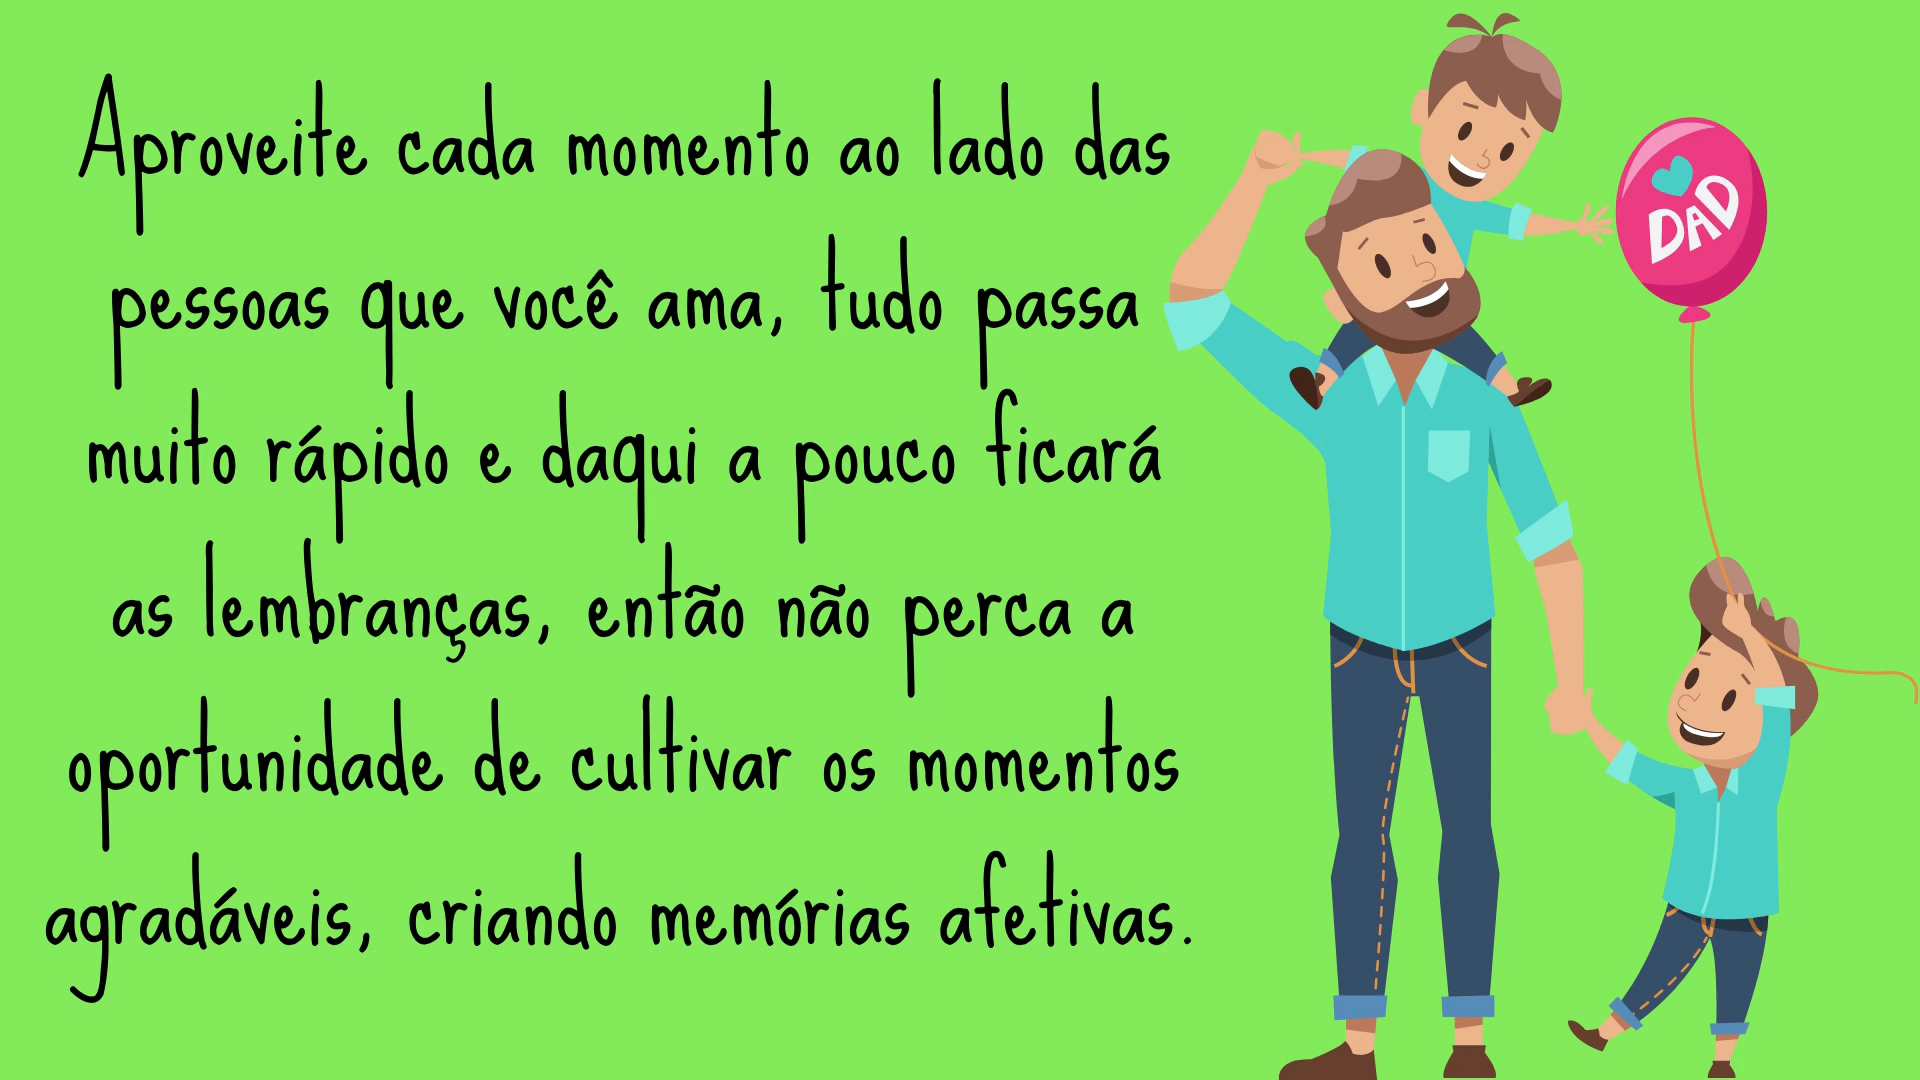 Aproveite cada momento ao lado das
pessoas que você ama, tudo passa
muito rápido e daqui a pouco ficará
as lembranças, então não perca a
oportunidade de cultivar os momentos
agradáveis, criando memórias afetivas.
DAD